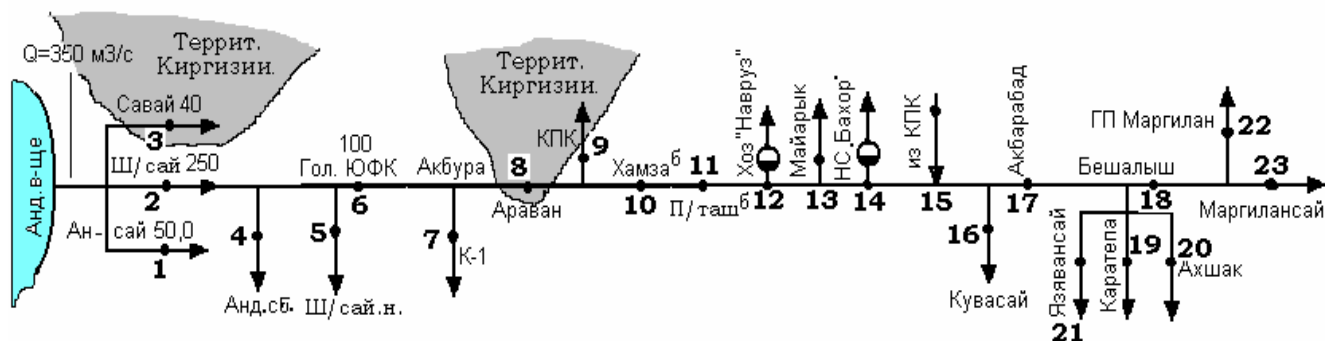 Q=350 м3/с
Террит.
Киргизии.
Савай 40
3
Ш/сай 250
2
Анд. в-ще
Ан-сай 50,0
1
4
Анд.сб.
5
Ш/сай.н.
100
Гол. ЮФК
6
Акбура
7
К-1
Террит.
Киргизии.
8
Араван
КПК
9
Хамза б
10
11
П/таш б
Хоз "Навруз"
12
Майарык
13
НС."Бахор"
14
из КПК
15
16
Кувасай
Акбарабад
17
Бешалыш
18
Язявансай
21
Каратепа
19
20
Ахшак
ГП Маргилан
22
23
Маргилансай